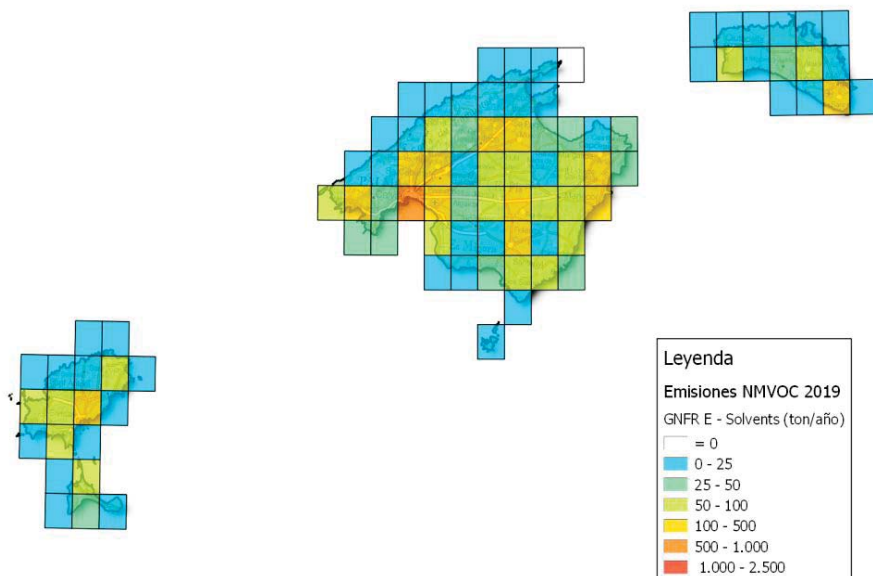 Leyenda
Emisiones NMVOC 2019
GNFR E - Solvents (ton/año)
= 0
0 - 25
25 - 50
50 - 100
100 - 500
500 - 1.000
1.000 - 2.500